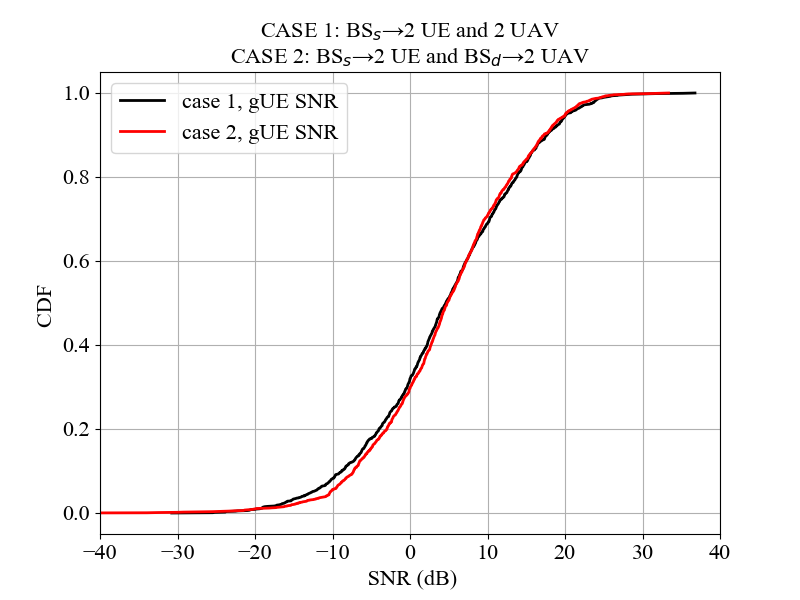 CASE 1: BSₛ→2 UE and 2 UAV
CASE 2: BSₛ→2 UE and BS_d→2 UAV
case 1, gUE SNR
case 2, gUE SNR
1.0
0.8
0.6
0.4
0.2
0.0
CDF
−40 −30 −20 −10 0 10 20 30 40
SNR (dB)